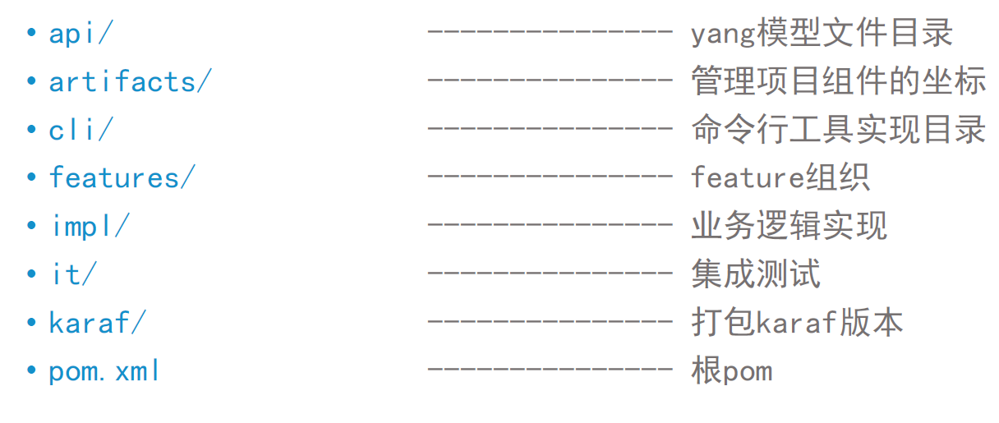 • api/ --------------- yang模型文件目录
• artifacts/ --------------- 管理项目组件的坐标
• cli/ --------------- 命令行工具实现目录
• features/ --------------- feature组织
• impl/ --------------- 业务逻辑实现
• it/ --------------- 集成测试
• karaf/ --------------- 打包karaf版本
• pom.xml --------------- 根pom